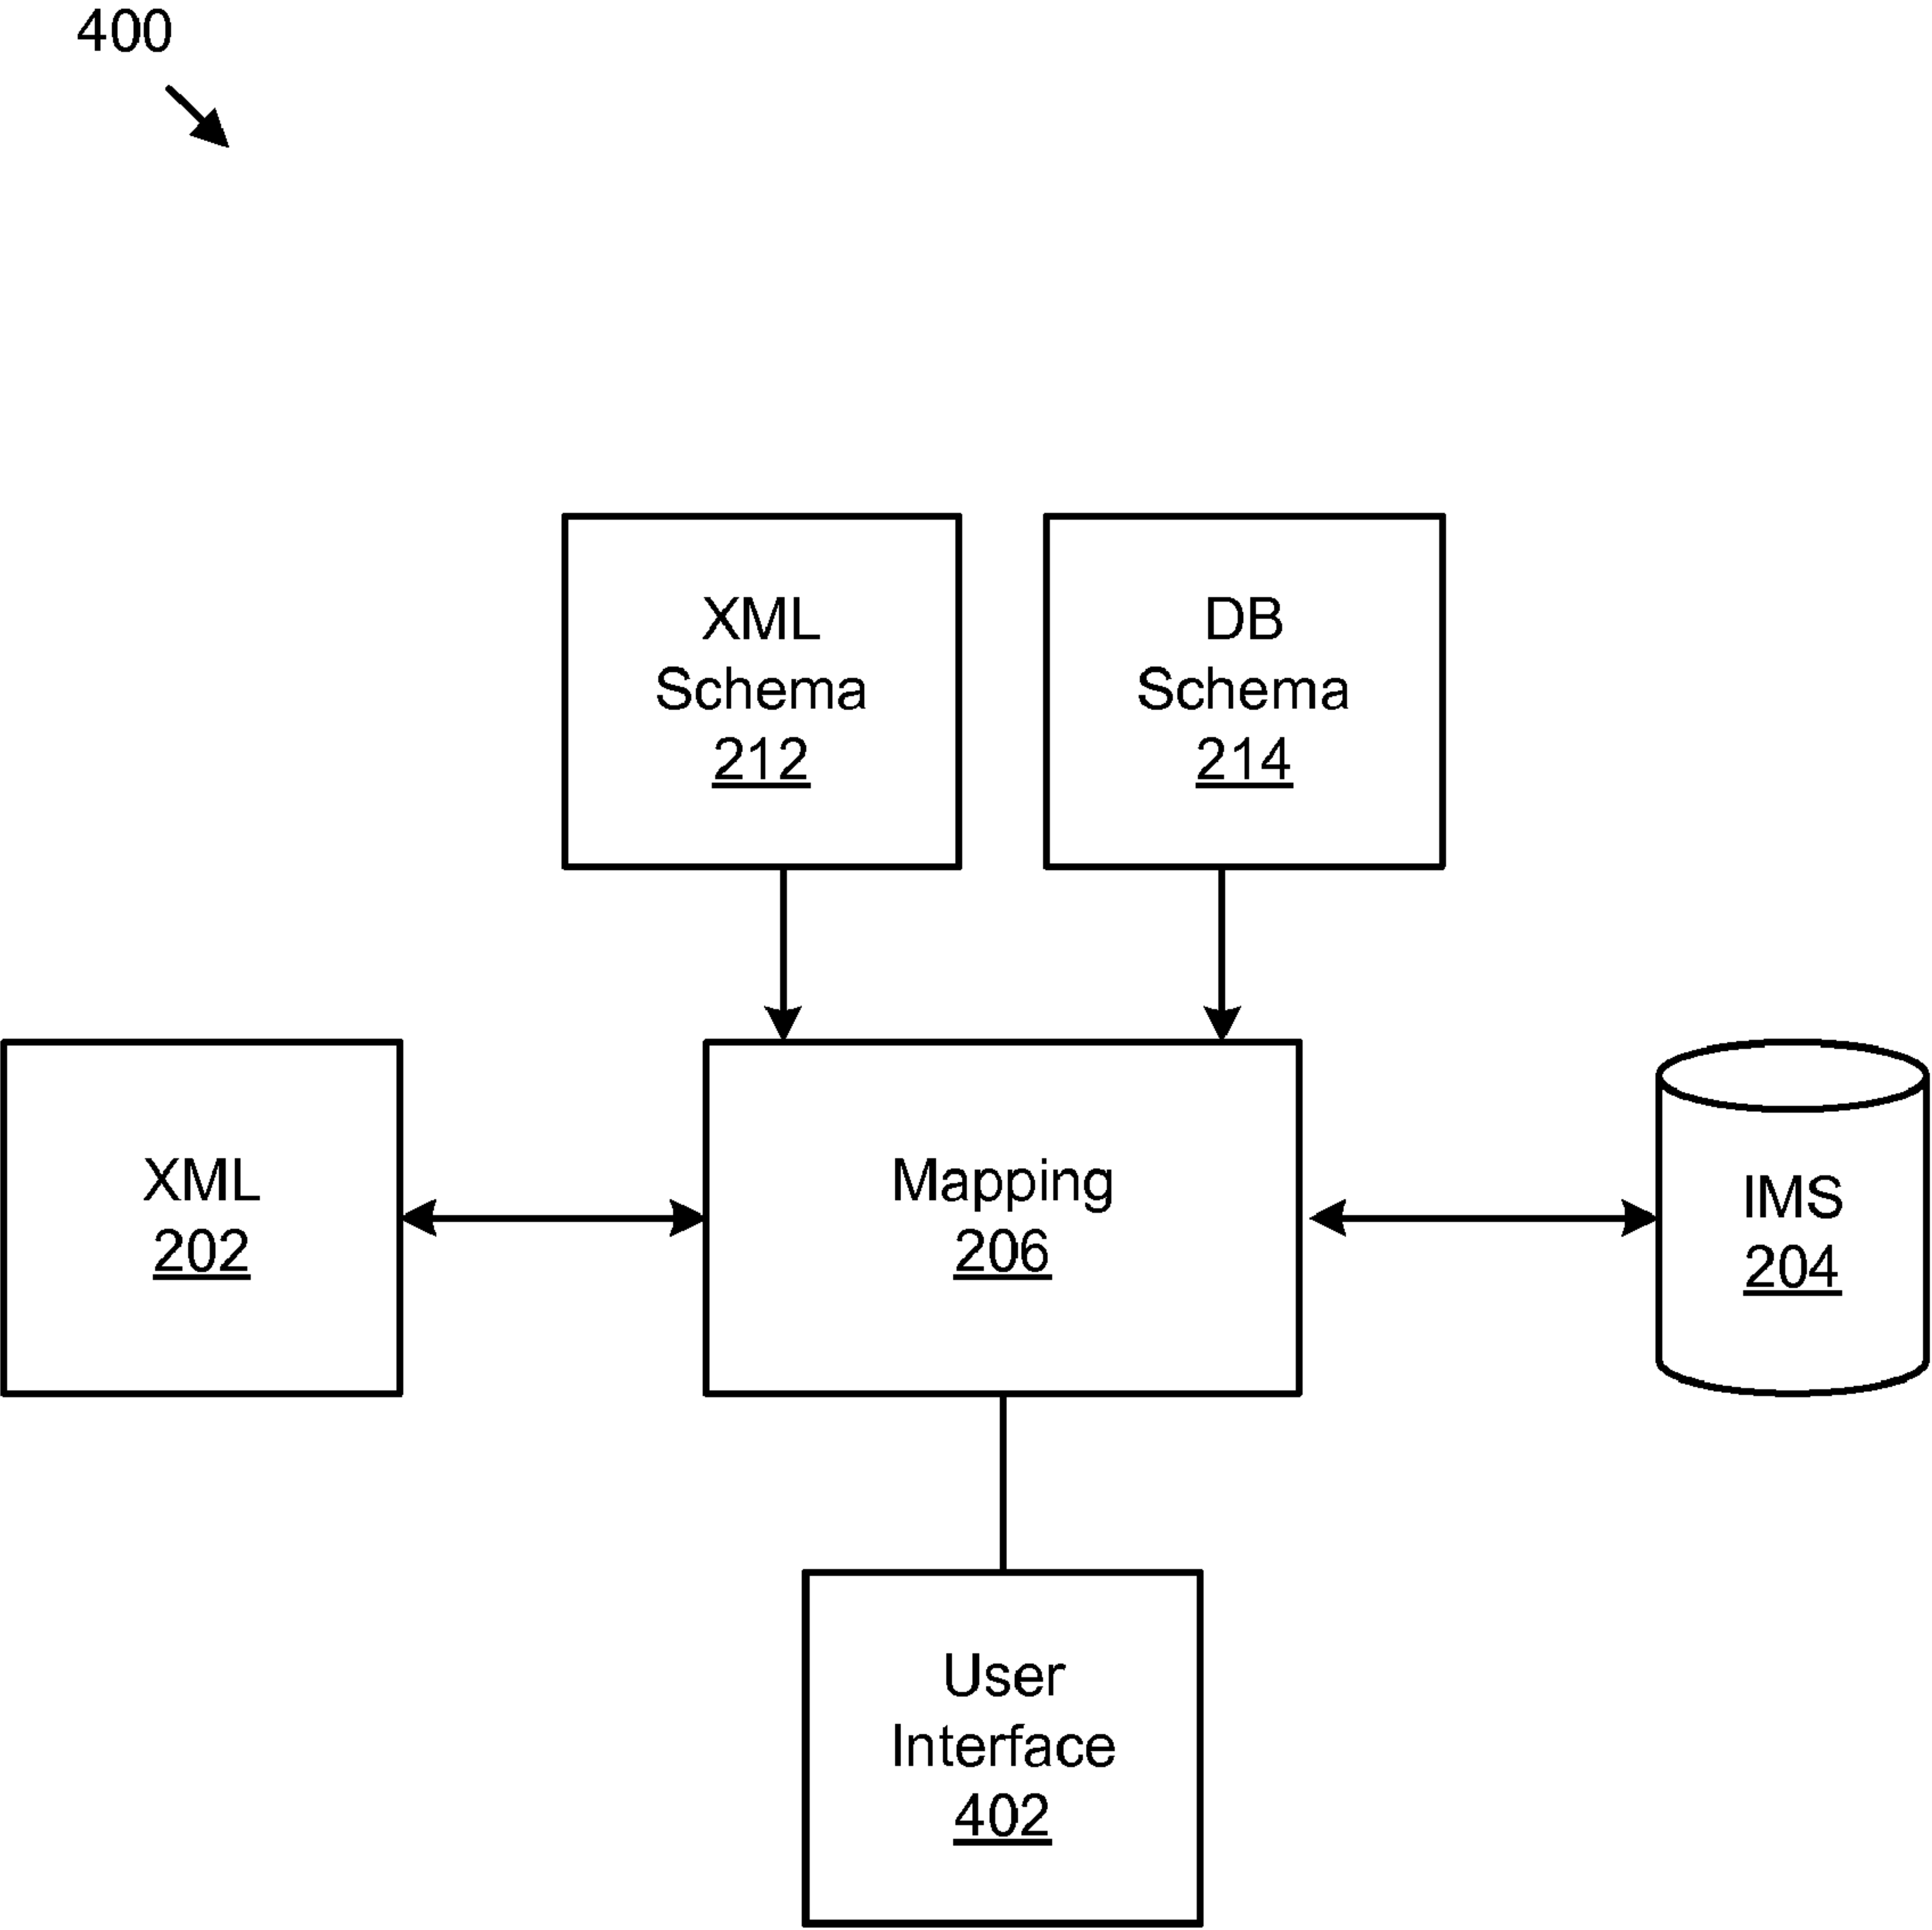 400
XML
Schema
212
DB
Schema
214
XML
202
Mapping
206
IMS
204
User
Interface
402